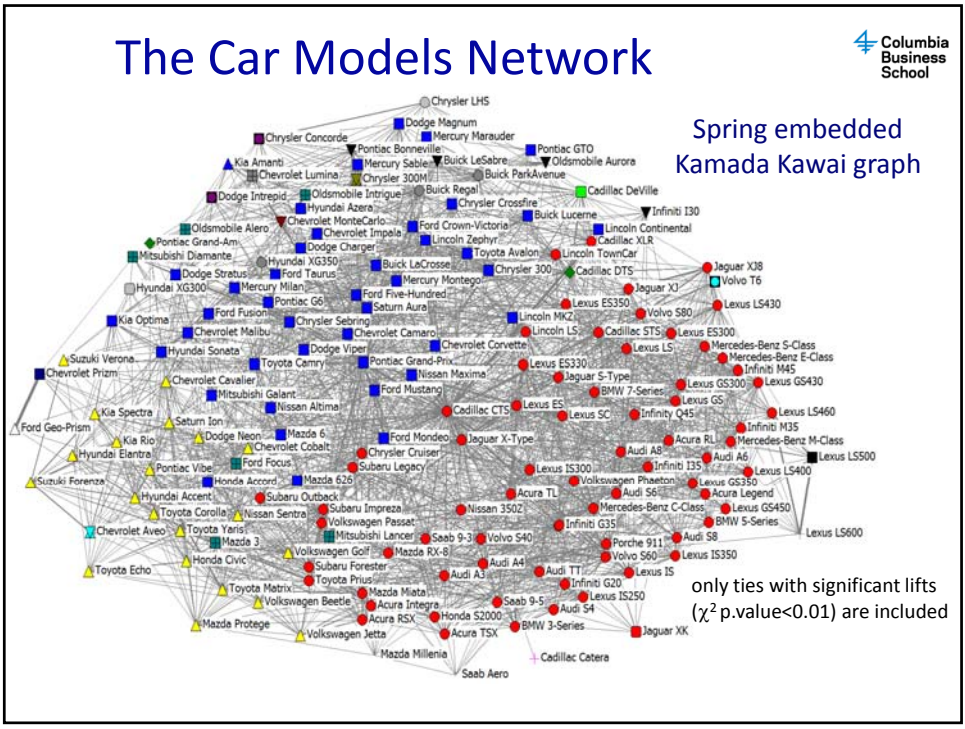 The Car Models Network
Columbia
Business
School
Spring embedded
Kamada Kawai graph
Chrysler LHS
Dodge Magnum
Chrysler Concorde
Mercury Marauder
Pontiac Bonneville
Pontiac GTO
Kia Amanti
Mercury Sable
Buick LeSabre
Oldsmobile Aurora
Chevrolet Lumina
Chrysler 300M
Buick ParkAvenue
Dodge Intrepid
Oldsmobile Intrigue
Buick Regal
Cadillac DeVille
Hyundai Azera
Chrysler Crossfire
Chevrolet MonteCarlo
Buick Lucerne
Infiniti I30
Oldsmobile Alero
Chevrolet Impala
Ford Crown-Victoria
Lincoln Continental
Pontiac Grand-Am
Dodge Charger
Lincoln Zephyr
Cadillac XLR
Mitsubishi Diamante
Hyundai XG350
Toyota Avalon
Lincoln TownCar
Dodge Stratus
Ford Taurus
Buick LaCrosse
Chrysler 300
Cadillac DTS
Jaguar XJ8
Hyundai XG300
Mercury Milan
Mercury Montego
Jaguar XJ
Volvo T6
Pontiac G6
Ford Five-Hundred
Saturn Aura
Lexus ES350
Lexus LS430
Kia Optima
Ford Fusion
Chrysler Sebring
Lincoln MKZ
Volvo S80
Chevrolet Malibu
Chevrolet Camaro
Lincoln LS
Cadillac STS
Lexus ES300
Hyundai Sonata
Dodge Viper
Chevrolet Corvette
Lexus LS
Mercedes-Benz S-Class
Suzuki Verona
Toyota Camry
Pontiac Grand-Prix
Lexus ES330
Mercedes-Benz E-Class
Chevrolet Prizm
Chevrolet Cavalier
Nissan Maxima
Jaguar S-Type
Infiniti M45
Mitsubishi Galant
Ford Mustang
BMW 7-Series
Lexus GS300
Lexus GS430
Kia Spectra
Nissan Altima
Cadillac CTS
Lexus ES
Lexus SC
Infinity Q45
Lexus GS
Lexus LS460
Ford Geo-Prism
Saturn Ion
Dodge Neon
Mazda 6
Ford Mondeo
Jaguar X-Type
Infiniti M35
Kia Rio
Chevrolet Cobalt
Chrysler Cruiser
Audi A8
Acura RL
Mercedes-Benz M-Class
Hyundai Elantra
Ford Focus
Subaru Legacy
Lexus IS300
Infiniti I35
Audi A6
Lexus LS500
Pontiac Vibe
Honda Accord
Mazda 626
Volkswagen Phaeton
Lexus GS350
Lexus LS400
Suzuki Forenza
Hyundai Accent
Subaru Outback
Acura TL
Audi S6
Acura Legend
Toyota Corolla
Nissan Sentra
Subaru Impreza
Nissan 350Z
Mercedes-Benz C-Class
Lexus GS450
Chevrolet Aveo
Toyota Yaris
Volkswagen Passat
Infiniti G35
BMW 5-Series
Mazda 3
Mitsubishi Lancer
Saab 9-3
Volvo S40
Porche 911
Audi S8
Lexus LS600
Honda Civic
Volkswagen Golf
Mazda RX-8
Volvo S60
Lexus IS350
Toyota Echo
Subaru Forester
Audi A3
Audi A4
Audi TT
Lexus IS
Toyota Matrix
Toyota Prius
Infiniti G20
Mazda Miata
Lexus IS250
Volkswagen Beetle
Acura Integra
Saab 9-5
Audi S4
Mazda Protege
Acura RSX
Honda S2000
Volkswagen Jetta
Acura TSX
BMW 3-Series
Jaguar XK
Mazda Millenia
Cadillac Catera
Saab Aero
only ties with significant lifts
(χ² p.value<0.01) are included